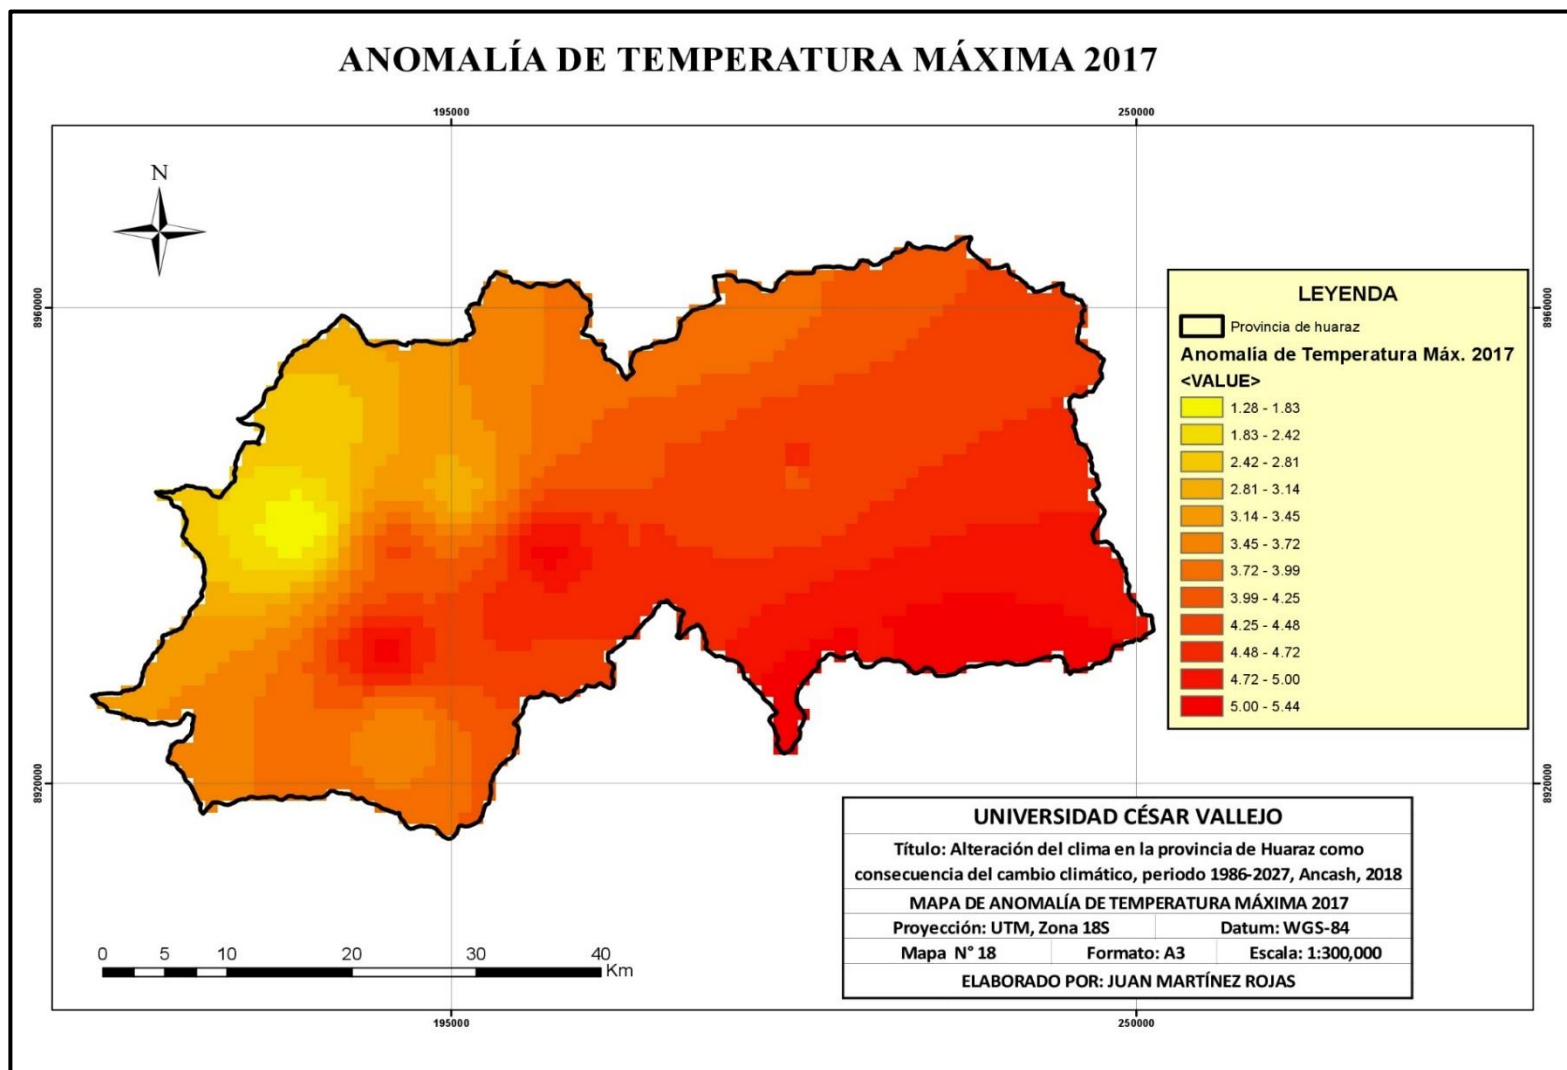 ANOMALÍA DE TEMPERATURA MÁXIMA 2017
195000
250000
N
8960000
8960000
LEYENDA
Provincia de huaraz
Anomalía de Temperatura Máx. 2017
<VALUE>
1.28 - 1.83
1.83 - 2.42
2.42 - 2.81
2.81 - 3.14
3.14 - 3.45
3.45 - 3.72
3.72 - 3.99
3.99 - 4.25
4.25 - 4.48
4.48 - 4.72
4.72 - 5.00
5.00 - 5.44
8920000
8920000
UNIVERSIDAD CÉSAR VALLEJO
Título: Alteración del clima en la provincia de Huaraz como
consecuencia del cambio climático, periodo 1986-2027, Ancash, 2018
MAPA DE ANOMALÍA DE TEMPERATURA MÁXIMA 2017
Proyección: UTM, Zona 18S Datum: WGS-84
Mapa N° 18 Formato: A3 Escala: 1:300,000
ELABORADO POR: JUAN MARTÍNEZ ROJAS
0 5 10 20 30 40
Km
195000
250000